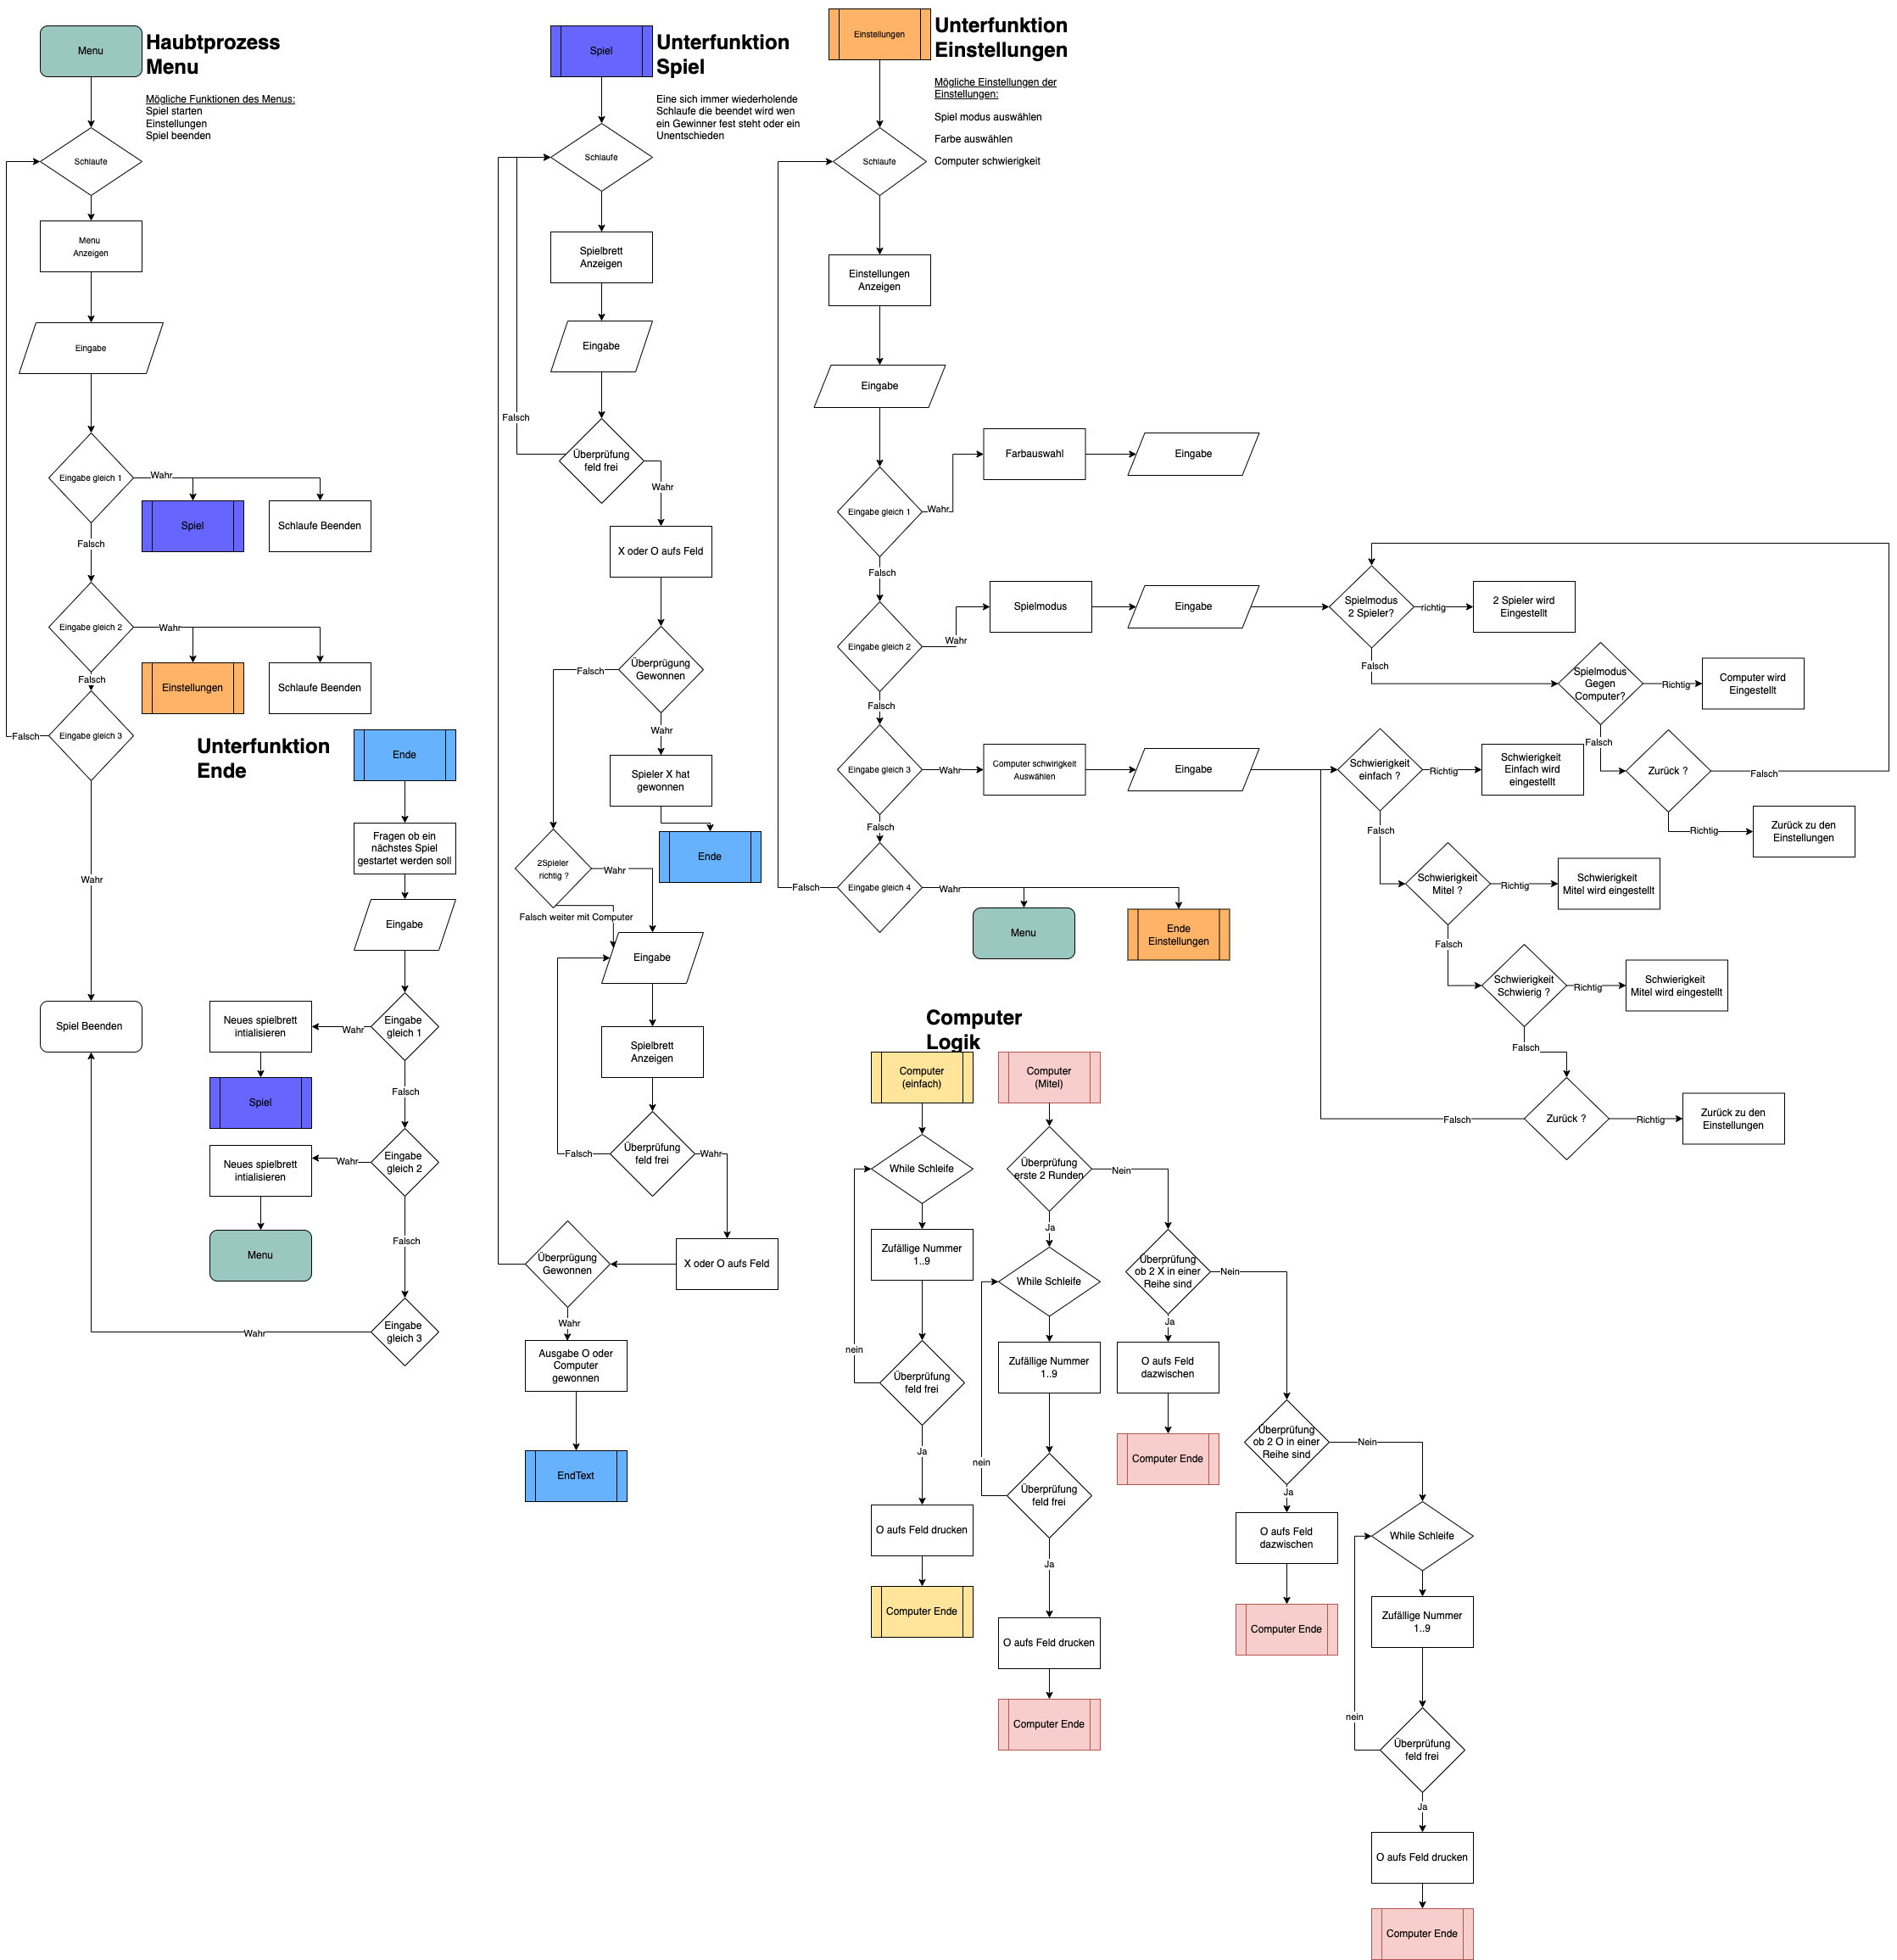 Menu
Haubtprozess
Menu
Mögliche Funktionen des Menus:
Spiel starten
Einstellungen
Spiel beenden
Schlaufe
Menu
Anzeigen
Eingabe
Eingabe gleich 1
Wahr
Spiel
Schlaufe Beenden
Falsch
Eingabe gleich 2
Wahr
Einstellungen
Schlaufe Beenden
Falsch
Eingabe gleich 3
Falsch
Wahr
Spiel Beenden
Unterfunktion
Ende
Ende
Fragen ob ein
nächstes Spiel
gestartet werden soll
Eingabe
Eingabe
gleich 1
Wahr
Neues spielbrett
intialisieren
Spiel
Falsch
Eingabe
gleich 2
Wahr
Neues spielbrett
intialisieren
Menu
Falsch
Eingabe
gleich 3
Wahr
Spiel
Unterfunktion
Spiel
Eine sich immer wiederholende
Schlaufe die beendet wird wen
ein Gewinner fest steht oder ein
Unentschieden
Schlaufe
Spielbrett
Anzeigen
Eingabe
Falsch
Überprüfung
feld frei
Wahr
X oder O aufs Feld
Überprügung
Gewonnen
Falsch
Wahr
Spieler X hat
gewonnen
Ende
2Spieler
richtig ?
Wahr
Falsch weiter mit Computer
Eingabe
Spielbrett
Anzeigen
Überprüfung
feld frei
Falsch
Wahr
X oder O aufs Feld
Überprügung
Gewonnen
Wahr
Ausgabe O oder
Computer
gewonnen
EndText
Einstellungen
Unterfunktion
Einstellungen
Mögliche Einstellungen der
Einstellungen:
Spiel modus auswählen
Farbe auswählen
Computer schwierigkeit
Schlaufe
Einstellungen
Anzeigen
Eingabe
Eingabe gleich 1
Wahr
Farbauswahl
Eingabe
Falsch
Eingabe gleich 2
Wahr
Spielmodus
Eingabe
Spielmodus
2 Spieler?
richtig
2 Spieler wird
Eingestellt
Falsch
Spielmodus
Gegen
Computer?
Richtig
Computer wird
Eingestellt
Falsch
Zurück ?
Falsch
Richtig
Zurück zu den
Einstellungen
Falsch
Eingabe gleich 3
Wahr
Computer schwirigkeit
Auswählen
Eingabe
Schwierigkeit
einfach ?
Richtig
Schwierigkeit
Einfach wird
eingestellt
Falsch
Schwierigkeit
Mitel ?
Richtig
Schwierigkeit
Mitel wird eingestellt
Falsch
Schwierigkeit
Schwierig ?
Richtig
Schwierigkeit
Mitel wird eingestellt
Falsch
Zurück ?
Falsch
Richtig
Zurück zu den
Einstellungen
Falsch
Eingabe gleich 4
Falsch
Wahr
Menu
Ende
Einstellungen
Computer
Logik
Computer
(einfach)
While Schleife
Zufällige Nummer
1..9
nein
Überprüfung
feld frei
Ja
O aufs Feld drucken
Computer Ende
Computer
(Mitel)
Überprüfung
erste 2 Runden
Nein
Ja
While Schleife
Zufällige Nummer
1..9
nein
Überprüfung
feld frei
Ja
O aufs Feld drucken
Computer Ende
Überprüfung
ob 2 X in einer
Reihe sind
Nein
Ja
O aufs Feld
dazwischen
Computer Ende
Überprüfung
ob 2 O in einer
Reihe sind
Nein
Ja
O aufs Feld
dazwischen
Computer Ende
While Schleife
Zufällige Nummer
1..9
nein
Überprüfung
feld frei
Ja
O aufs Feld drucken
Computer Ende